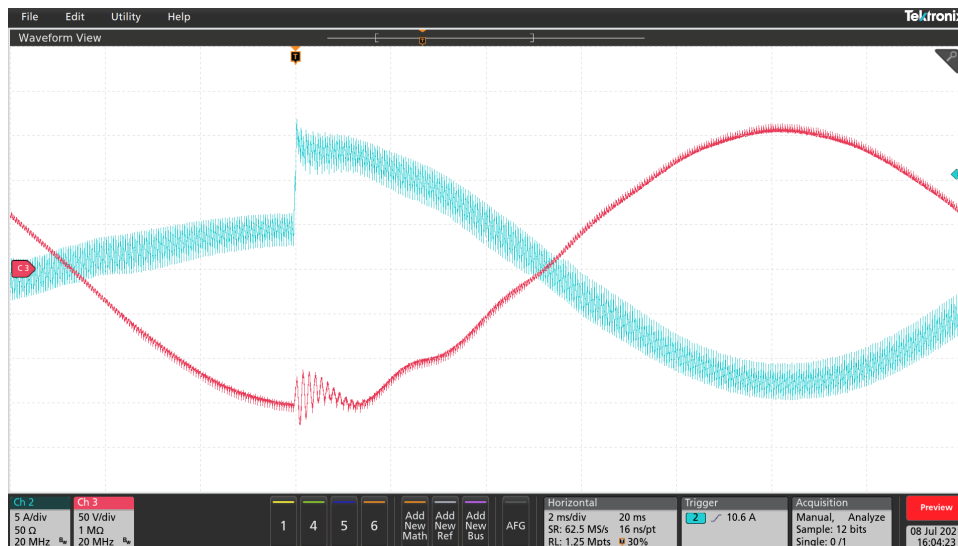 File Edit Utility Help Tektronix
Waveform View
T
T
C 3
Ch 2
5 A/div
50 Ω
20 MHz Bw
Ch 3
50 V/div
1 MΩ
20 MHz Bw
1
4
5
6
Add
New
Math
Add
New
Ref
Add
New
Bus
AFG
Horizontal
2 ms/div 20 ms
SR: 62.5 MS/s 16 ns/pt
RL: 1.25 Mpts 30%
Trigger
2 10.6 A
Acquisition
Manual, Analyze
Sample: 12 bits
Single: 0 /1
Preview
08 Jul 202
16:04:23